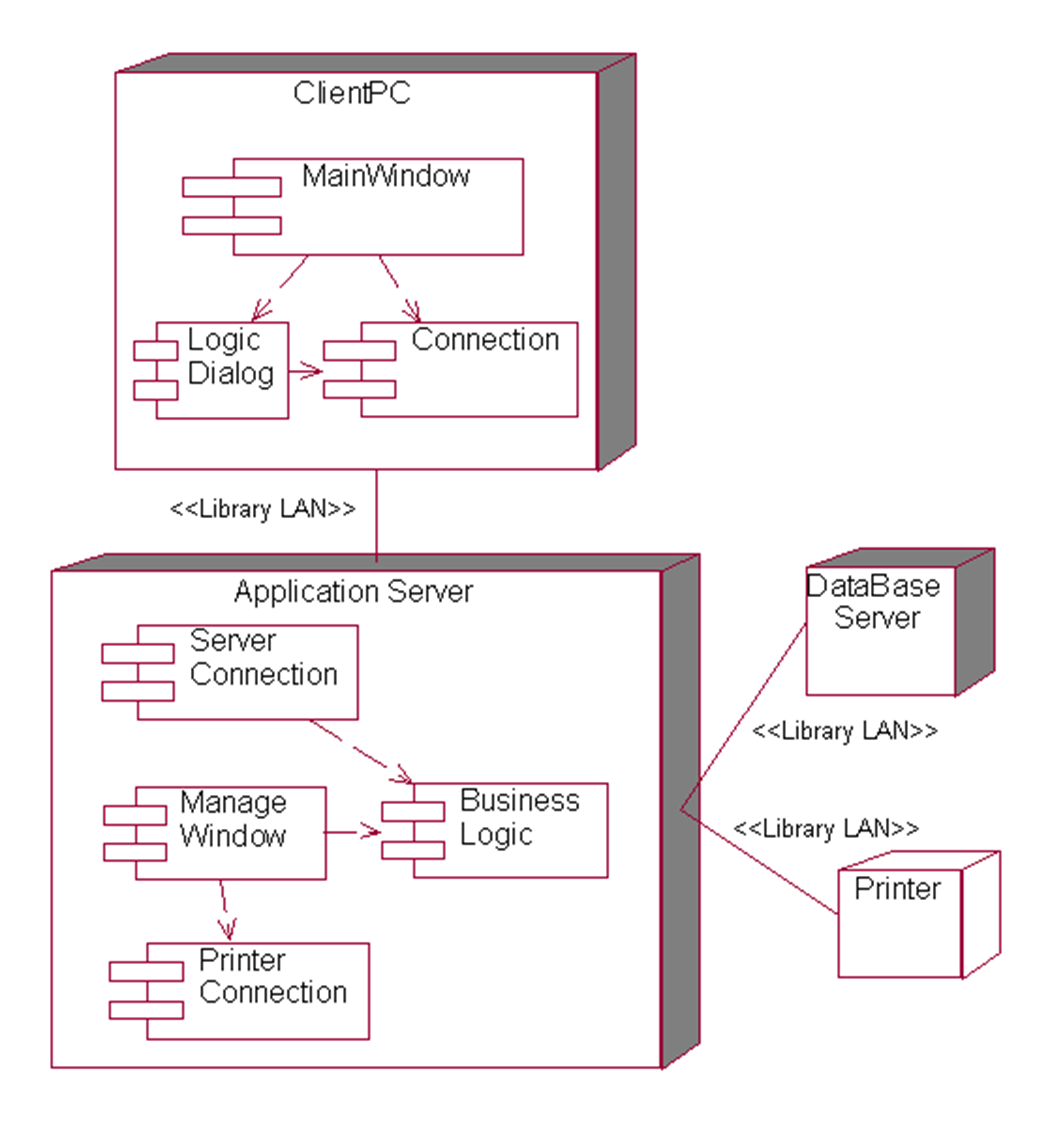 ClientPC
MainWindow
Logic
Dialog
Connection
<<Library LAN>>
Application Server
Server
Connection
Manage
Window
Business
Logic
Printer
Connection
DataBase
Server
<<Library LAN>>
<<Library LAN>>
Printer